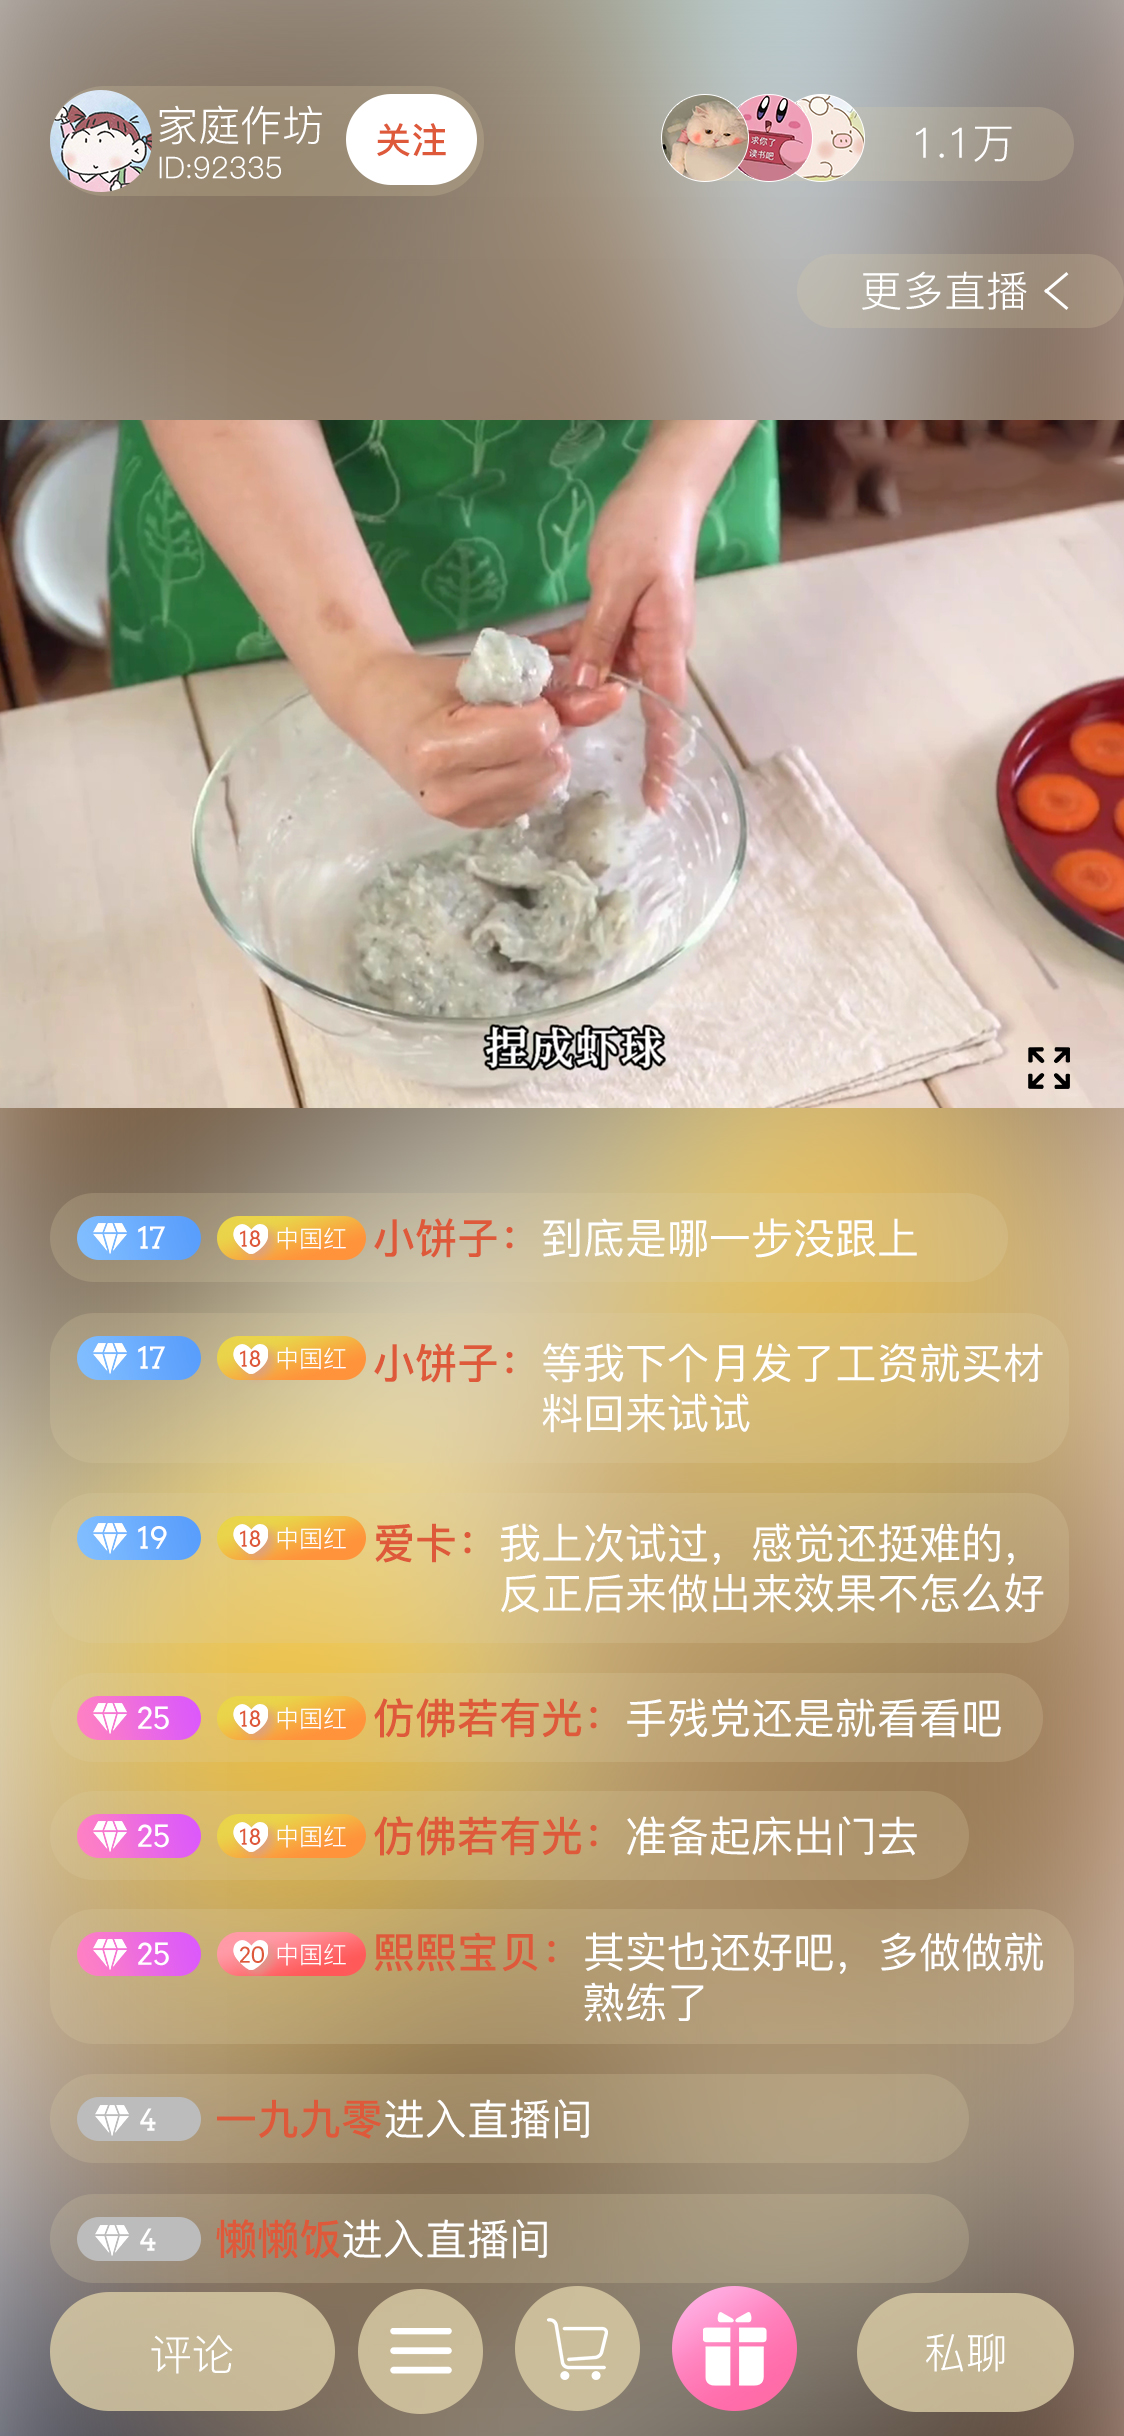 家庭作坊
ID:92335
关注
求你了
读书吧
1.1万
更多直播
捏成虾球
17 18 中国红 小饼子：到底是哪一步没跟上
17 18 中国红 小饼子：等我下个月发了工资就买材
料回来试试
19 18 中国红 爱卡：我上次试过，感觉还挺难的，
反正后来做出来效果不怎么好
25 18 中国红 仿佛若有光：手残党还是就看看吧
25 18 中国红 仿佛若有光：准备起床出门去
25 20 中国红 熙熙宝贝：其实也还好吧，多做做就
熟练了
4 一九九零进入直播间
4 懒懒饭进入直播间
评论
私聊